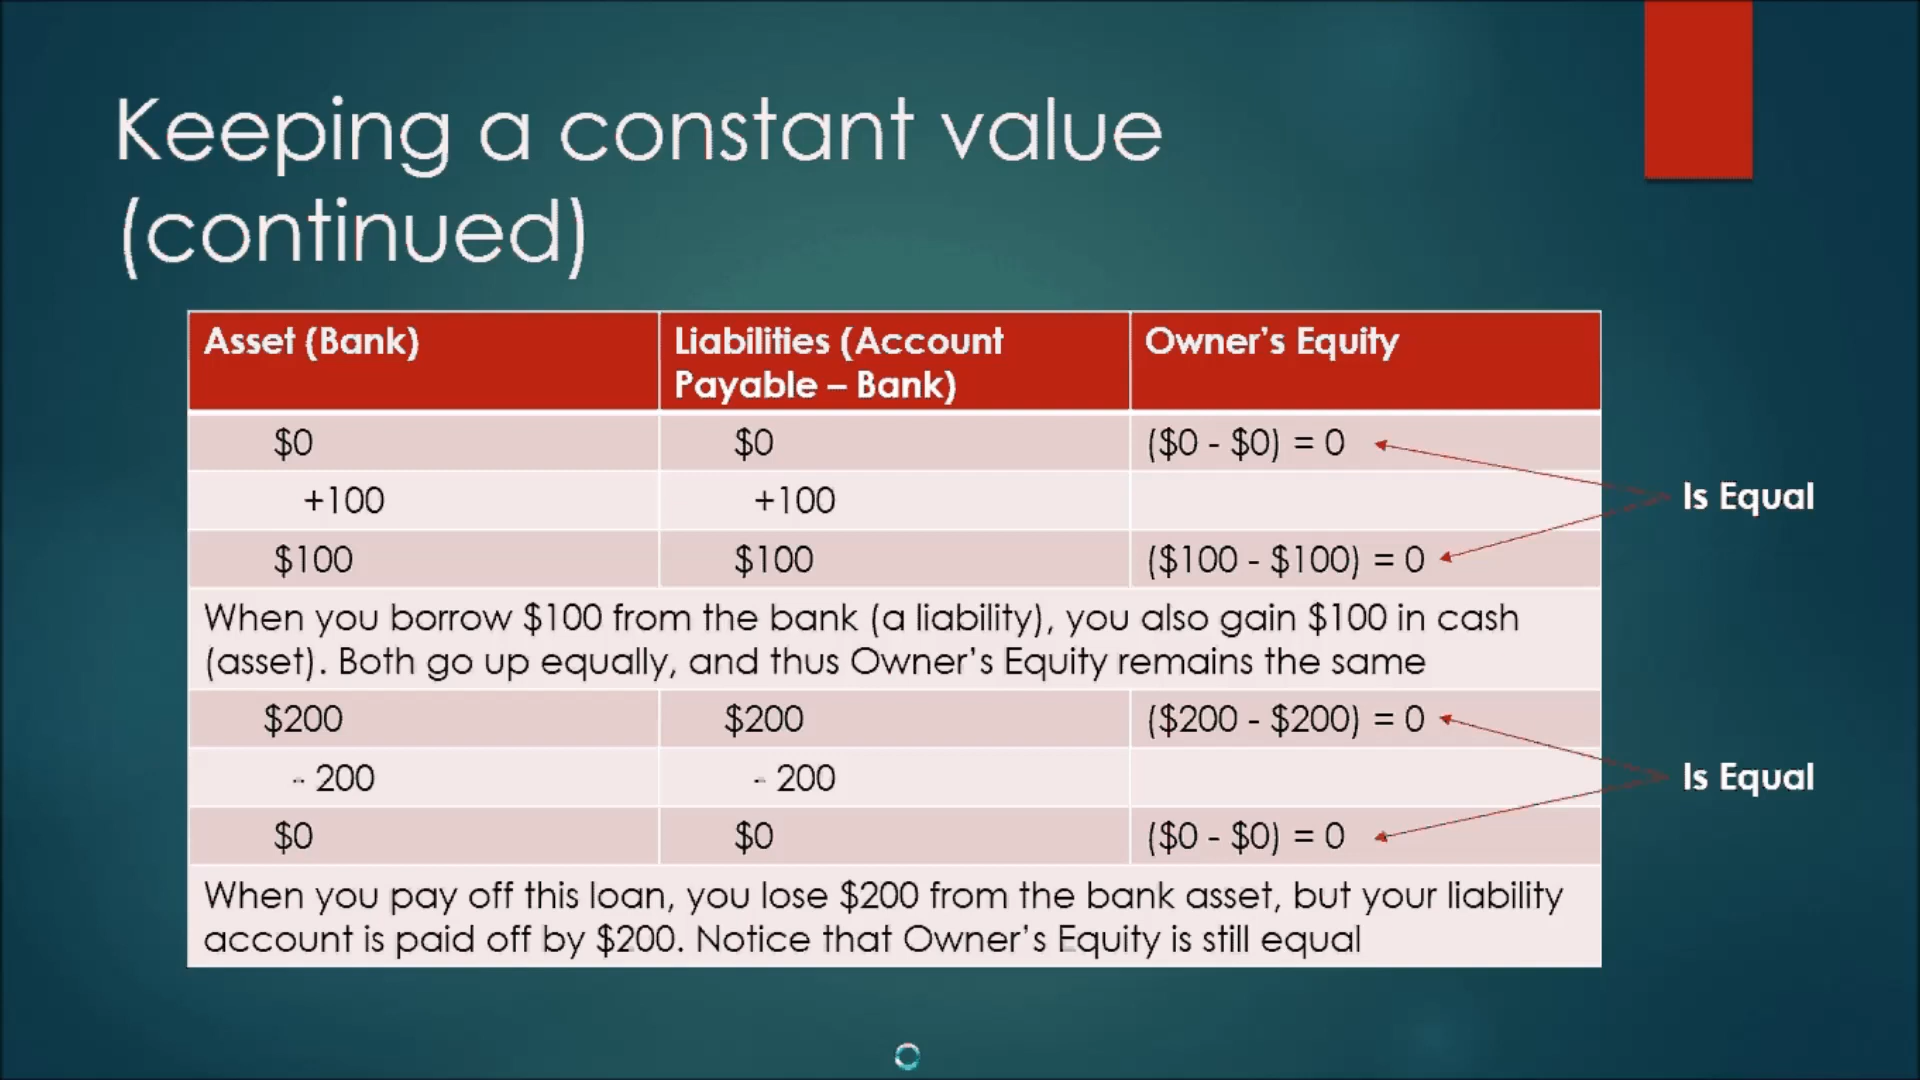 Keeping a constant value
(continued)
Asset (Bank)
Liabilities (Account
Payable – Bank)
Owner's Equity
$0
$0
($0 - $0) = 0
+100
+100
Is Equal
$100
$100
($100 - $100) = 0
When you borrow $100 from the bank (a liability), you also gain $100 in cash
(asset). Both go up equally, and thus Owner's Equity remains the same
$200
$200
($200 - $200) = 0
- 200
- 200
Is Equal
$0
$0
($0 - $0) = 0
When you pay off this loan, you lose $200 from the bank asset, but your liability
account is paid off by $200. Notice that Owner's Equity is still equal